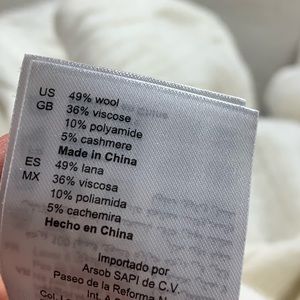 US 49% wool
GB 36% viscose
10% polyamide
5% cashmere
Made in China
ES 49% lana
MX 36% viscosa
10% poliamida
5% cachemira
Hecho en China
Importado por
Arsob SAPI de C.V.
Paseo de la Reforma
Int.